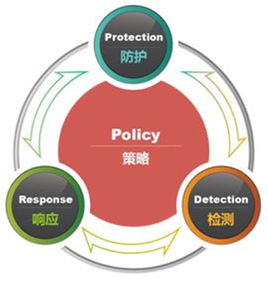 Protection
防护
Policy
策略
Response
响应
Detection
检测